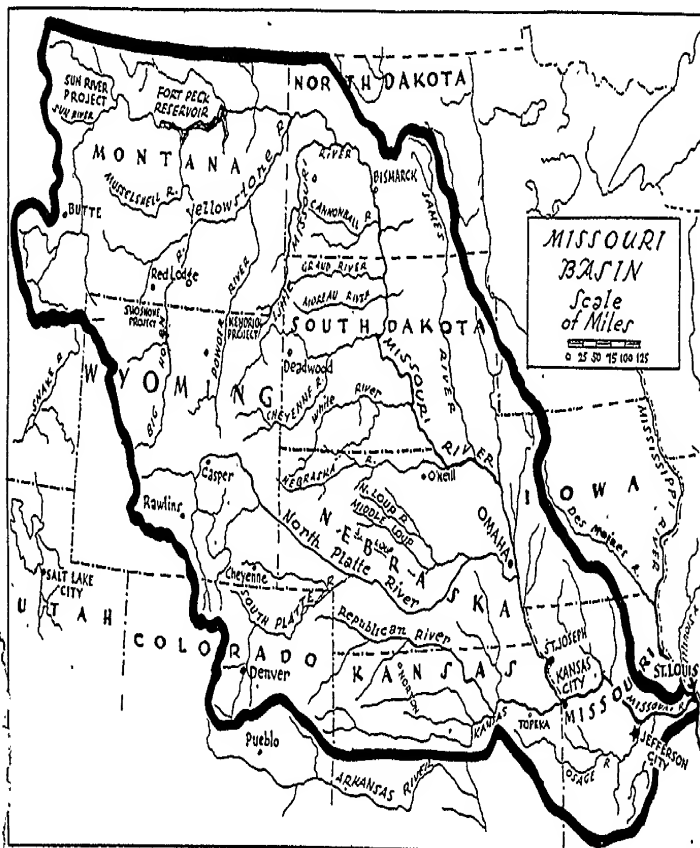 NORTH DAKOTA
SUN RIVER
PROJECT
SUN RIVER
FORT PECK
RESERVOIR
MONTANA
MUSSELSHELL R.
Yellowstone R
MISSOURI
RIVER
BISMARCK
CANNONBALL R.
JAMES
BUTTE
Red Lodge
GRAND RIVER
MOREAU RIVER
MISSOURI
BASIN
Scale
of Miles
0 25 50 75 100 125
SHOSHONE
PROJECT
BIG HORN R.
POWDER RIVER
SOUTH DAKOTA
Deadwood
MISSOURI
RIVER
RIVER
SNAKE R
WYOMING
CHEYENNE R.
White River
MISSISSIPPI
RIVER
Casper
NEBRASKA R.
O'Neill
IOWA
Rawlins
N. LOUP R.
MIDDLE LOUP
S. LOUP
NEBRASKA
OMAHA
Des Moines R.
North
Platte
River
SALT LAKE
CITY
Cheyenne
SOUTH PLATTE R
Republican River
UTAH
COLORADO
Denver
KANSAS
NORTON
ST. JOSEPH
KANSAS
CITY
MISSOURI
ST. LOUIS
MISSOURI R.
KANSAS
TOPEKA
JEFFERSON
CITY
OSAGE R
Pueblo
ARKANSAS RIVER